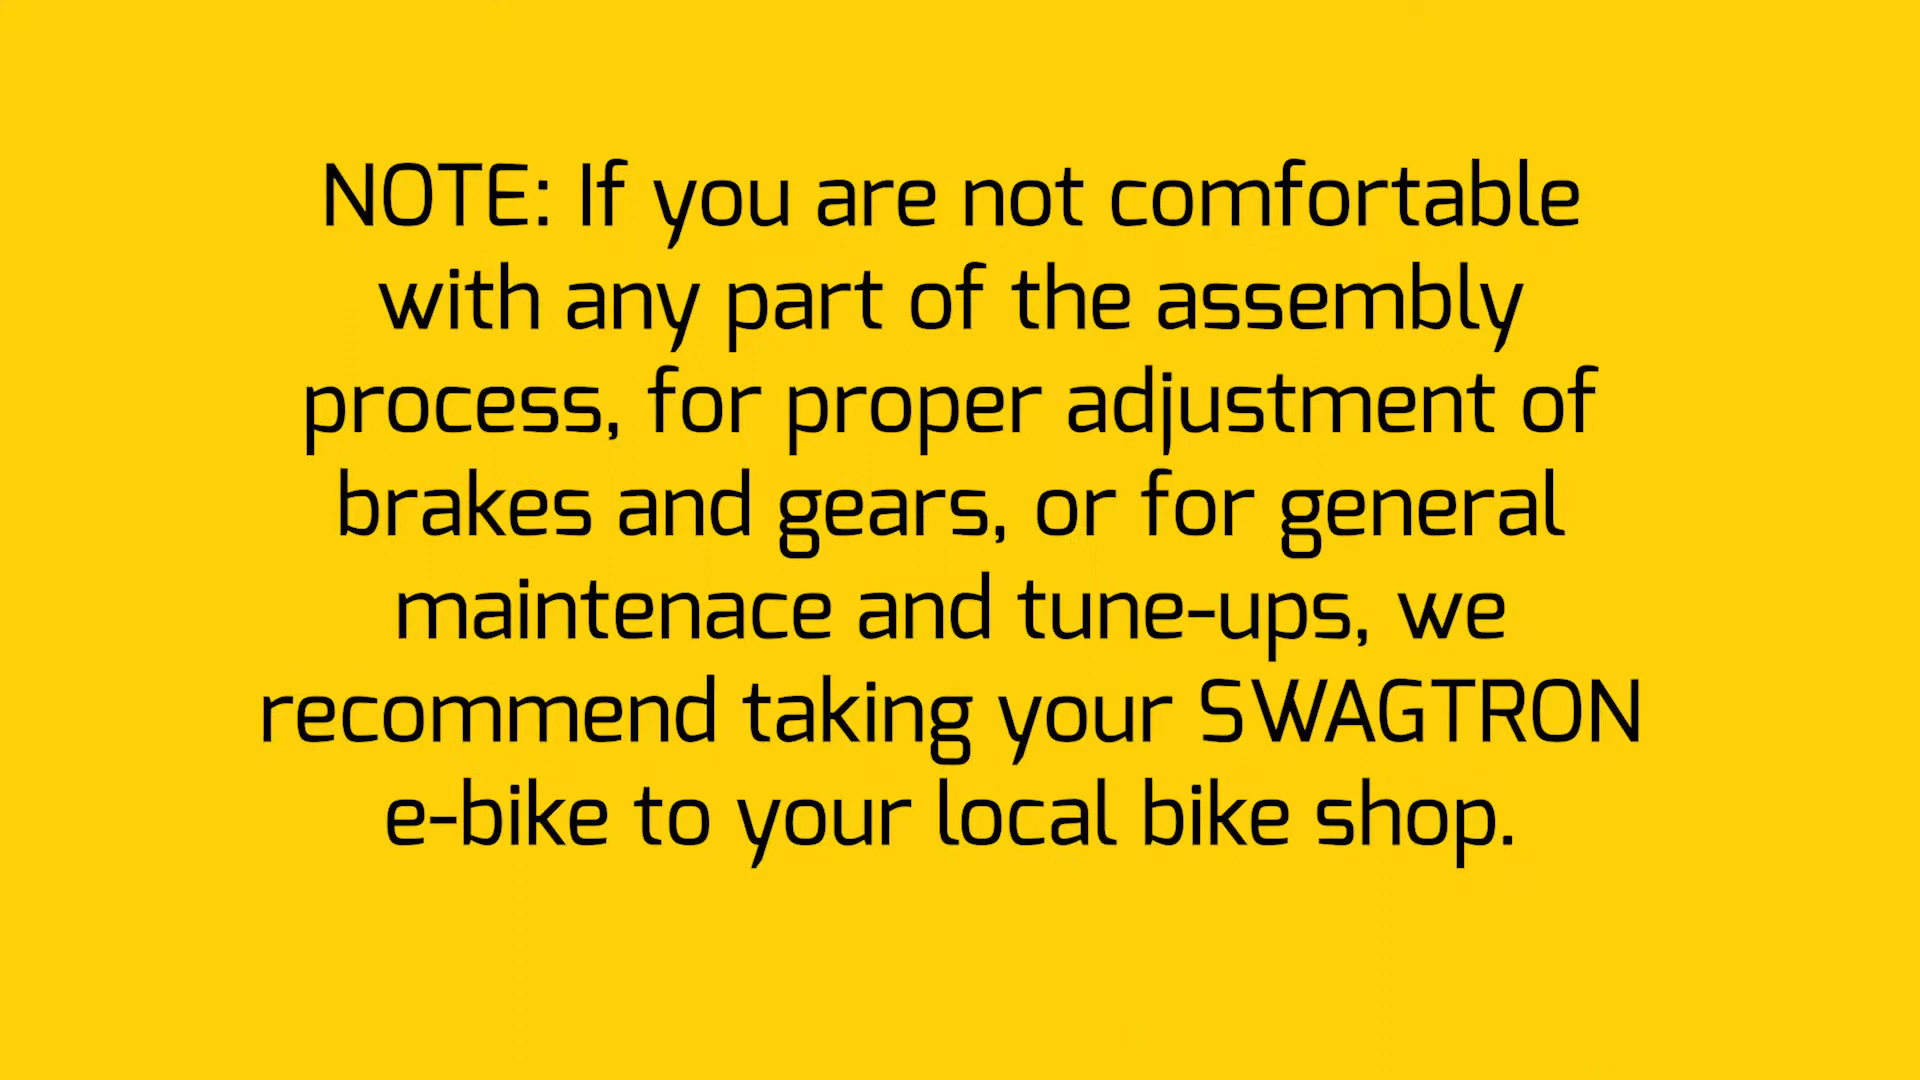 NOTE: If you are not comfortable
with any part of the assembly
process, for proper adjustment of
brakes and gears, or for general
maintenace and tune-ups, we
recommend taking your SWAGTRON
e-bike to your local bike shop.